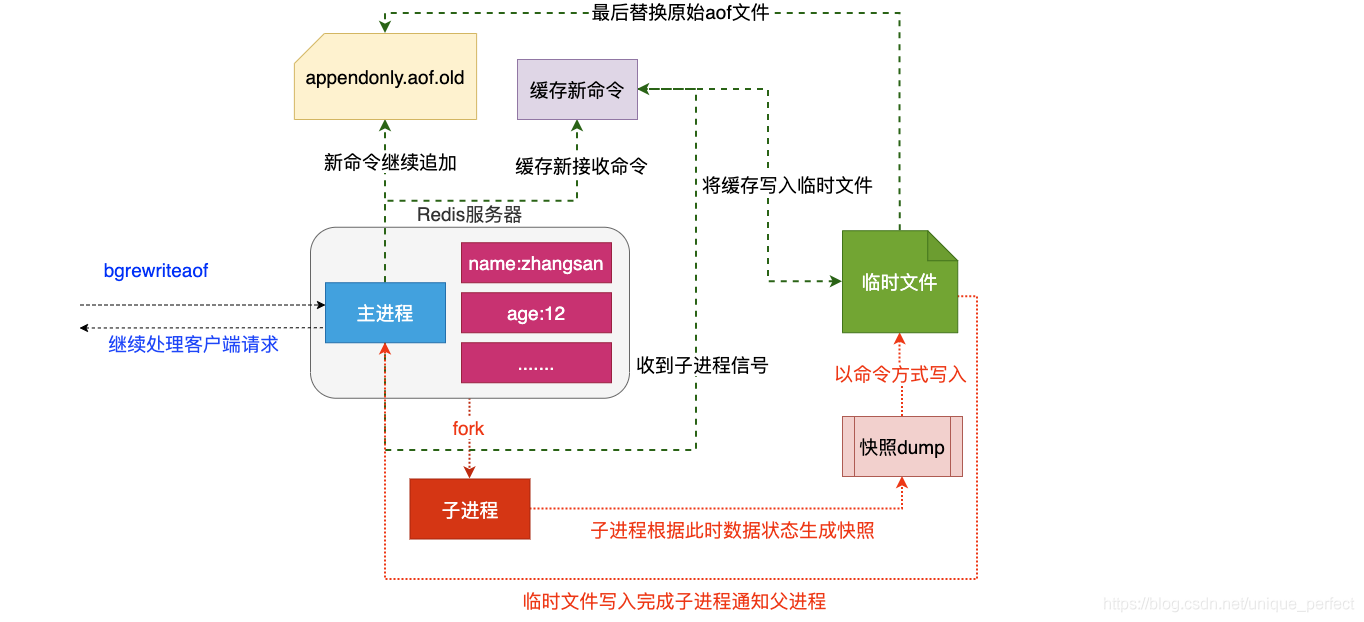 最后替换原始aof文件
appendonly.aof.old
缓存新命令
新命令继续追加
缓存新接收命令
将缓存写入临时文件
Redis服务器
bgrewriteaof
name:zhangsan
临时文件
主进程
age:12
继续处理客户端请求
.......
收到子进程信号
以命令方式写入
fork
快照dump
子进程
子进程根据此时数据状态生成快照
临时文件写入完成子进程通知父进程
https://blog.csdn.net/unique_perfect